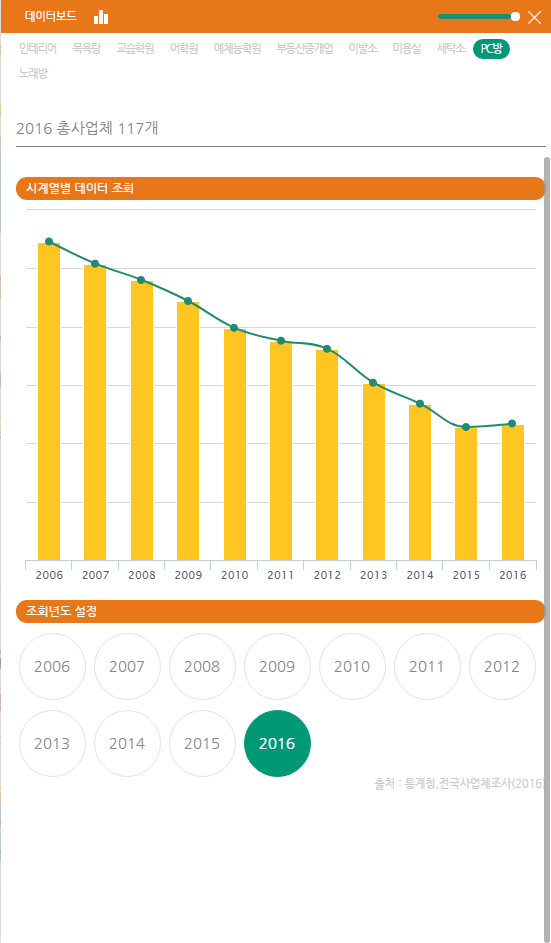 데이터보드
인테리어 목욕탕 교습학원 어학원 예체능학원 부동산중개업 이발소 미용실 세탁소 PC방
노래방
2016 총사업체 117개
시계열별 데이터 조회
2006 2007 2008 2009 2010 2011 2012 2013 2014 2015 2016
조회년도 설정
2006 2007 2008 2009 2010 2011 2012
2013 2014 2015 2016
출처 : 통계청,전국사업체조사(2016)